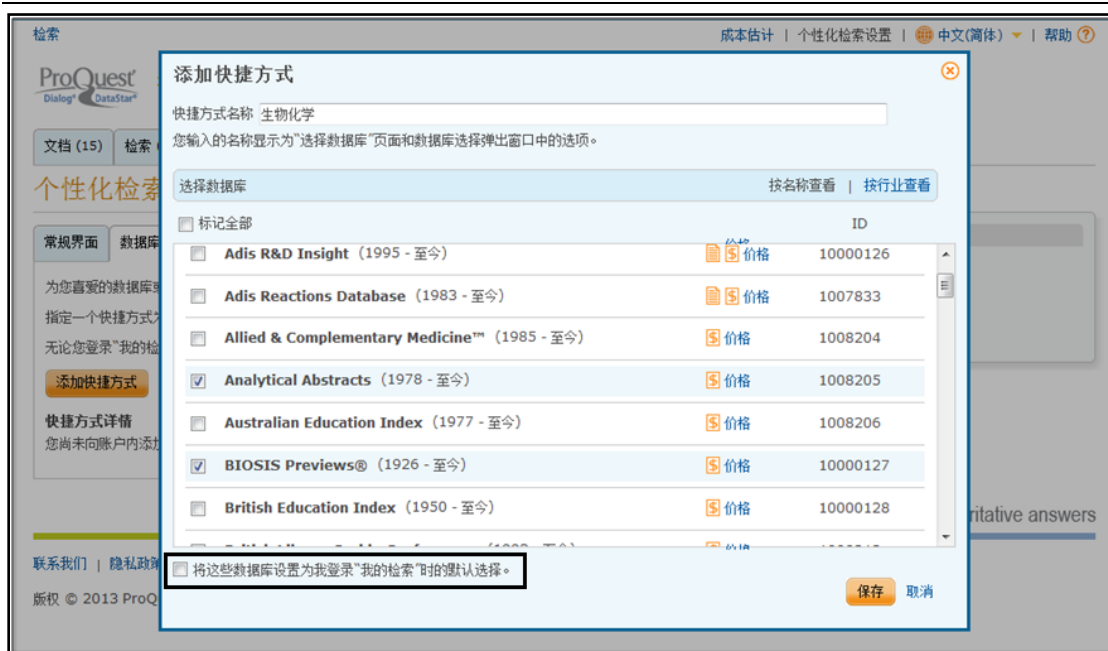 检索
成本估计 | 个性化检索设置 | 中文(简体) | 帮助 ?
ProQuest
Dialog® DataStar®
文档 (15) 检索
个性化检索
常规界面 数据库
为您喜爱的数据库
指定一个快捷方式为
无论您登录"我的检
添加快捷方式
快捷方式详情
您尚未向账户内添加
添加快捷方式
快捷方式名称 生物化学
您输入的名称显示为"选择数据库"页面和数据库选择弹出窗口中的选项。
选择数据库 按名称查看 | 按行业查看
标记全部 ID
价格
Adis R&D Insight (1995 - 至今) $ 价格 10000126
Adis Reactions Database (1983 - 至今) $ 价格 1007833
Allied & Complementary Medicine™ (1985 - 至今) $ 价格 1008204
Analytical Abstracts (1978 - 至今) $ 价格 1008205
Australian Education Index (1977 - 至今) $ 价格 1008206
BIOSIS Previews® (1926 - 至今) $ 价格 10000127
British Education Index (1950 - 至今) $ 价格 10000128
将这些数据库设置为我登录"我的检索"时的默认选择。
保存 取消
ritative answers
联系我们 | 隐私政策
版权 © 2013 ProQ